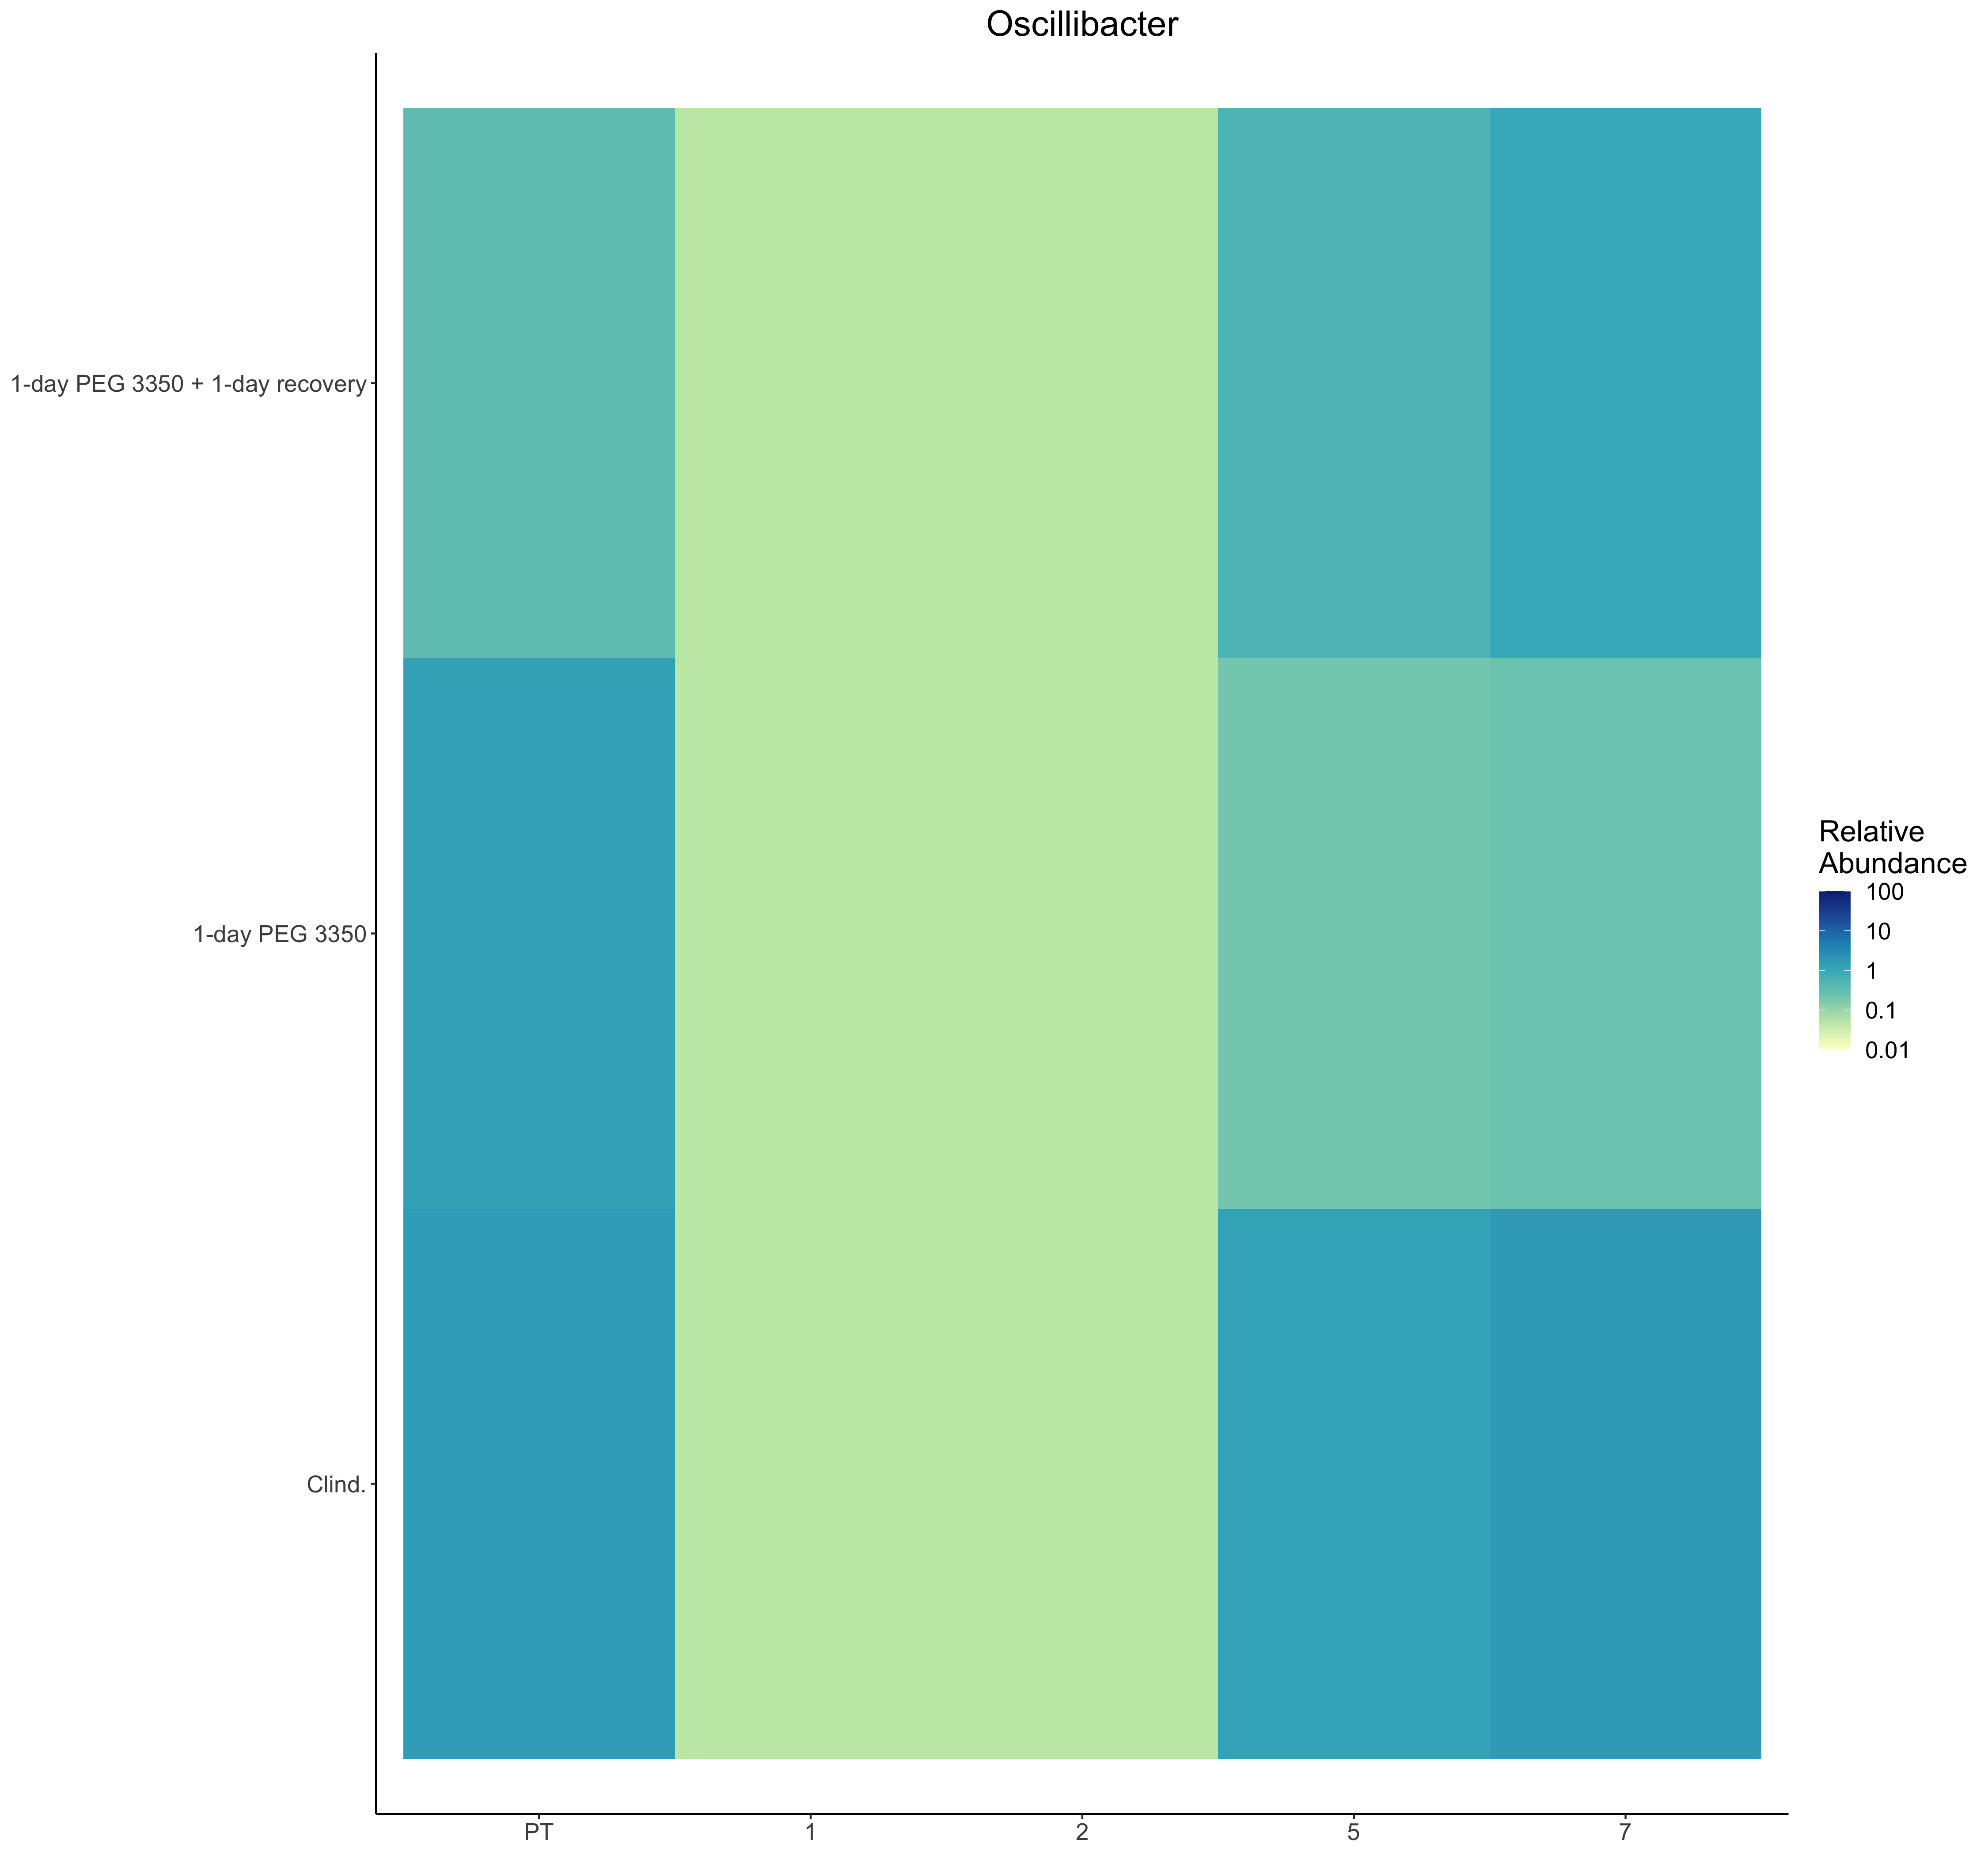 Oscillibacter
1-day PEG 3350 + 1-day recovery
1-day PEG 3350
Clind.
PT
1
2
5
7
Relative
Abundance
100
10
1
0.1
0.01